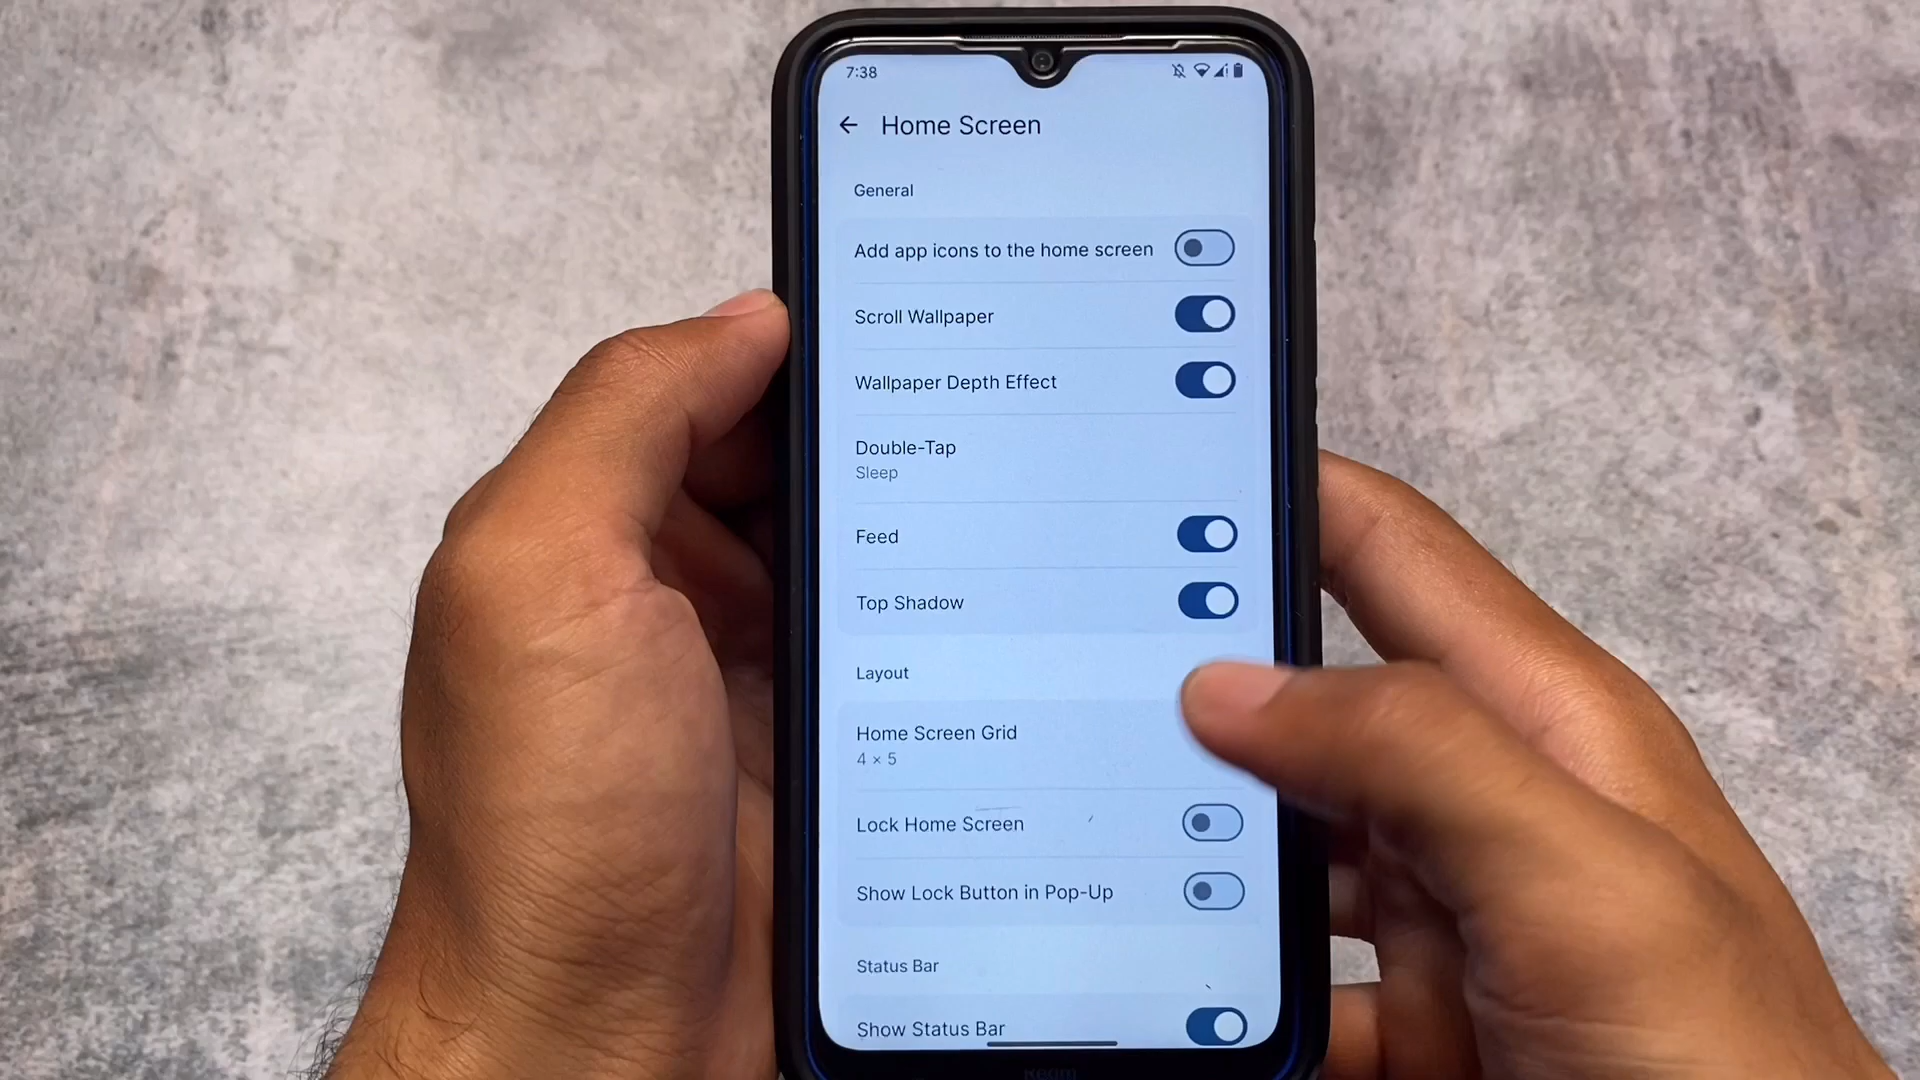 7:38
Home Screen
General
Add app icons to the home screen
Scroll Wallpaper
Wallpaper Depth Effect
Double-Tap
Sleep
Feed
Top Shadow
Layout
Home Screen Grid
4 × 5
Lock Home Screen
Show Lock Button in Pop-Up
Status Bar
Show Status Bar